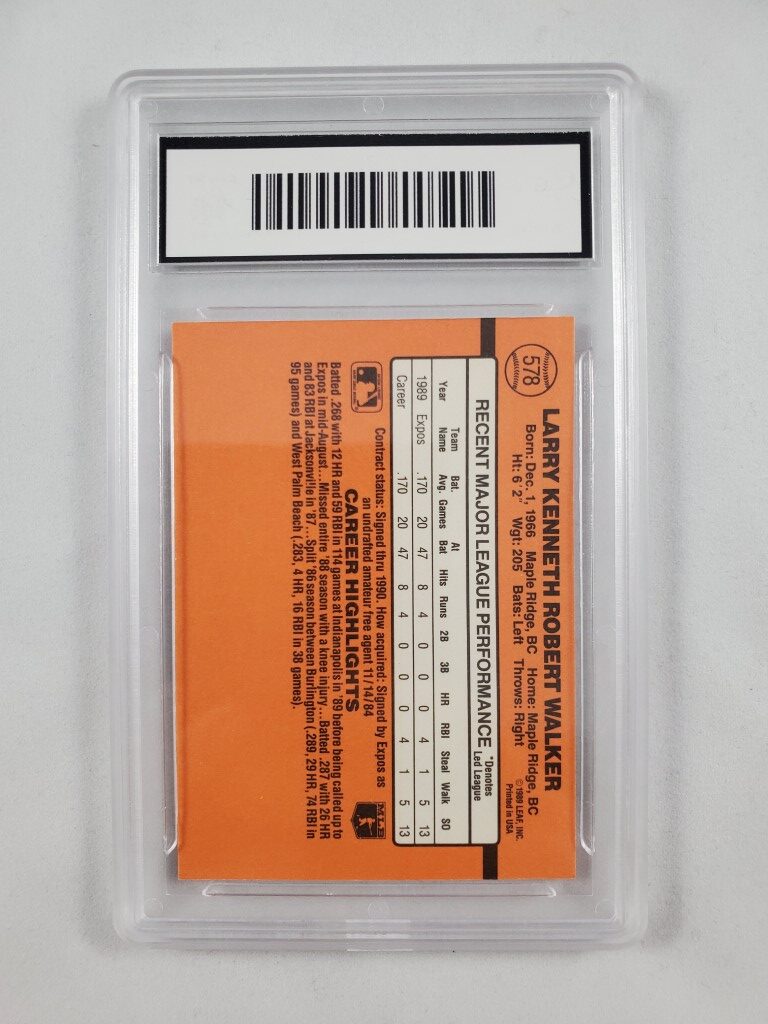 578
LARRY KENNETH ROBERT WALKER
Born: Dec. 1, 1966 Maple Ridge, BC Home: Maple Ridge, BC
Ht: 6'2" Wgt: 205 Bats: Left Throws: Right
© 1989 LEAF, INC.
Printed in USA
RECENT MAJOR LEAGUE PERFORMANCE *Denotes Led League
Year Team Name Bat. Avg. Games At Bat Hits Runs 2B 3B HR RBI Steal Walk SO
1989 Expos .170 20 47 8 4 0 0 0 4 1 5 13
Career .170 20 47 8 4 0 0 0 4 1 5 13
Contract status: Signed thru 1990. How acquired: Signed by Expos as
an undrafted amateur free agent 11/14/84
CAREER HIGHLIGHTS
Batted .268 with 12 HR and 59 RBI in 114 games at Indianapolis in '89 before being called up to
Expos in mid-August... Missed entire '88 season with a knee injury... Batted .287 with 26 HR
and 83 RBI at Jacksonville in '87... Split '86 season between Burlington (.289, 29 HR, 74 RBI in
95 games) and West Palm Beach (.283, 4 HR, 16 RBI in 38 games).